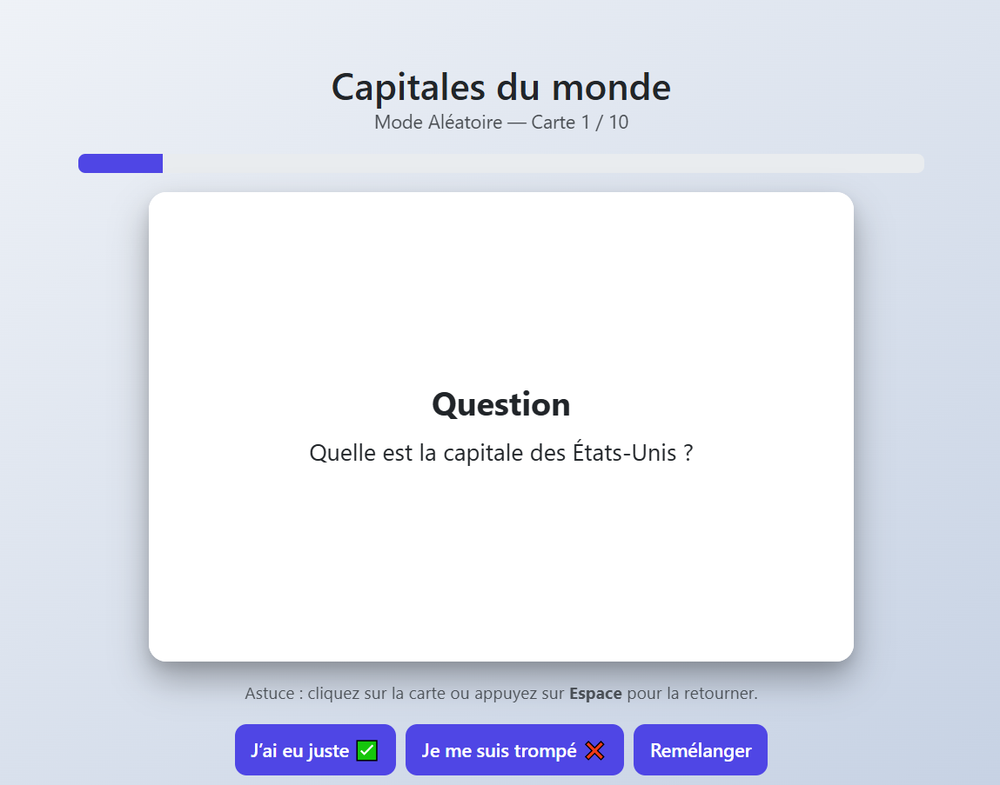 Capitales du monde
Mode Aléatoire — Carte 1 / 10
Question
Quelle est la capitale des États-Unis ?
Astuce : cliquez sur la carte ou appuyez sur Espace pour la retourner.
J’ai eu juste ✅
Je me suis trompé ❌
Remélanger